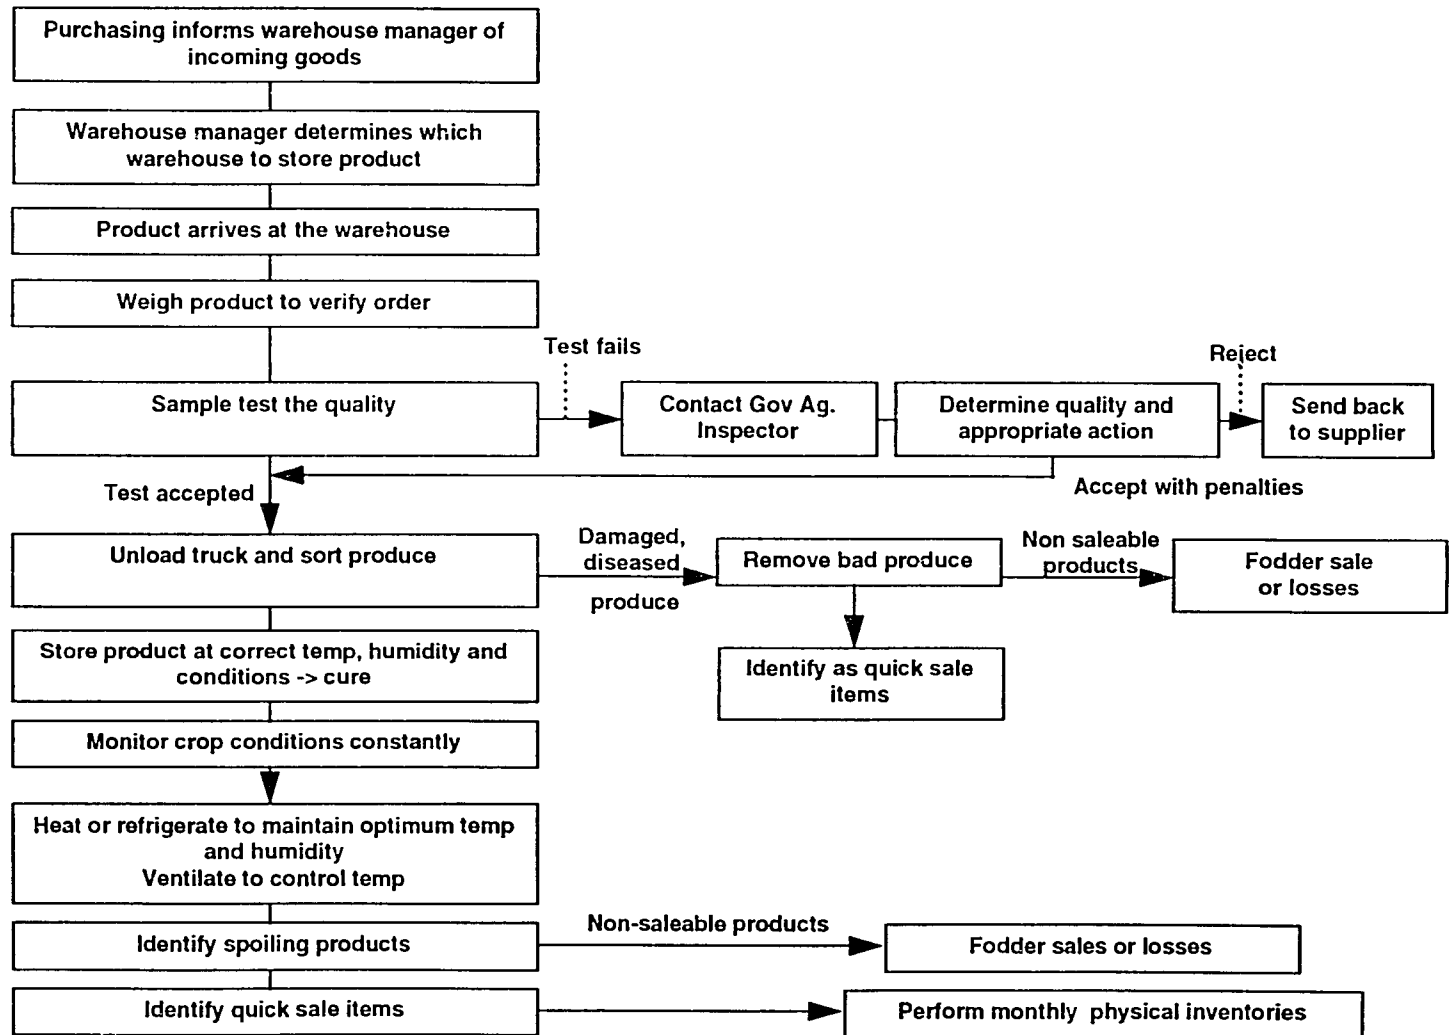 Purchasing informs warehouse manager of
incoming goods
Warehouse manager determines which
warehouse to store product
Product arrives at the warehouse
Weigh product to verify order
Test fails
Reject
Sample test the quality
Contact Gov Ag.
Inspector
Determine quality and
appropriate action
Send back
to supplier
Test accepted
Accept with penalties
Unload truck and sort produce
Damaged,
diseased
produce
Remove bad produce
Non saleable
products
Fodder sale
or losses
Store product at correct temp, humidity and
conditions -> cure
Identify as quick sale
items
Monitor crop conditions constantly
Heat or refrigerate to maintain optimum temp
and humidity
Ventilate to control temp
Identify spoiling products
Non-saleable products
Fodder sales or losses
Identify quick sale items
Perform monthly physical inventories